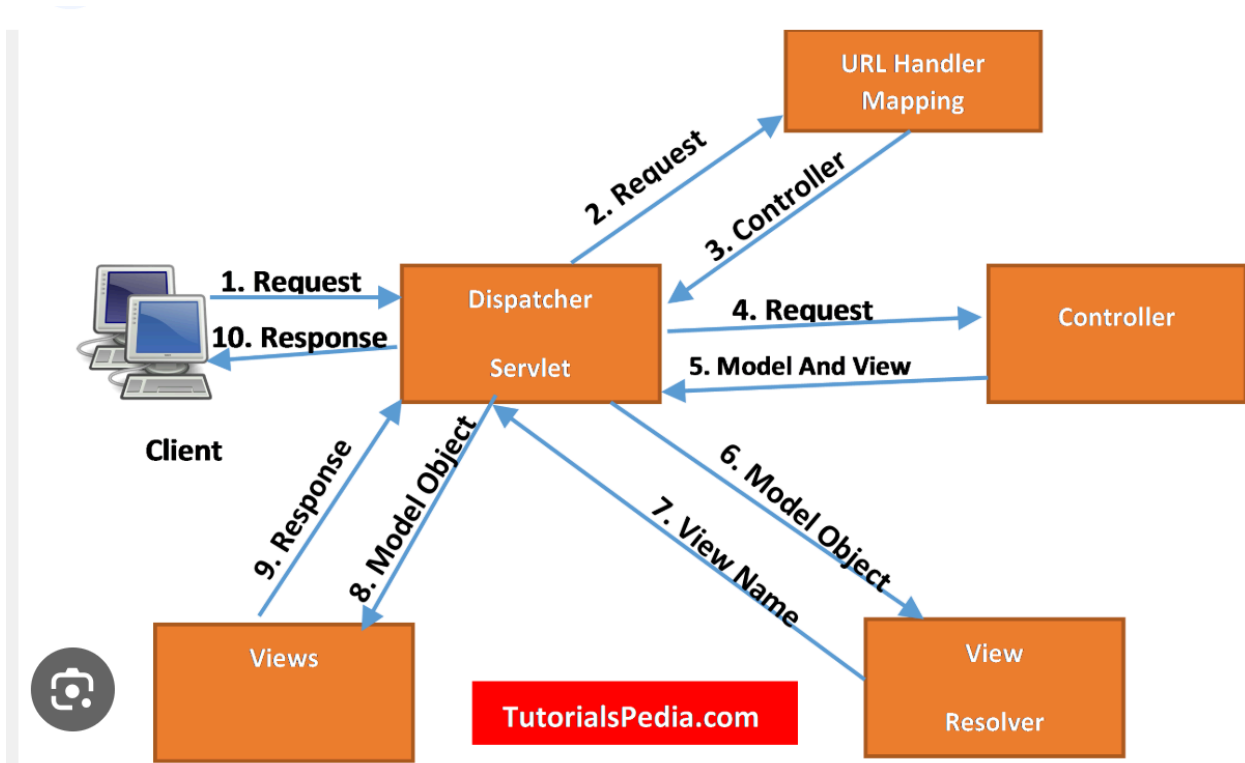 URL Handler
Mapping
2. Request
3. Controller
1. Request
Dispatcher
Servlet
4. Request
Controller
10. Response
5. Model And View
Client
6. Model Object
7. View Name
8. Model Object
9. Response
Views
View
Resolver
TutorialsPedia.com